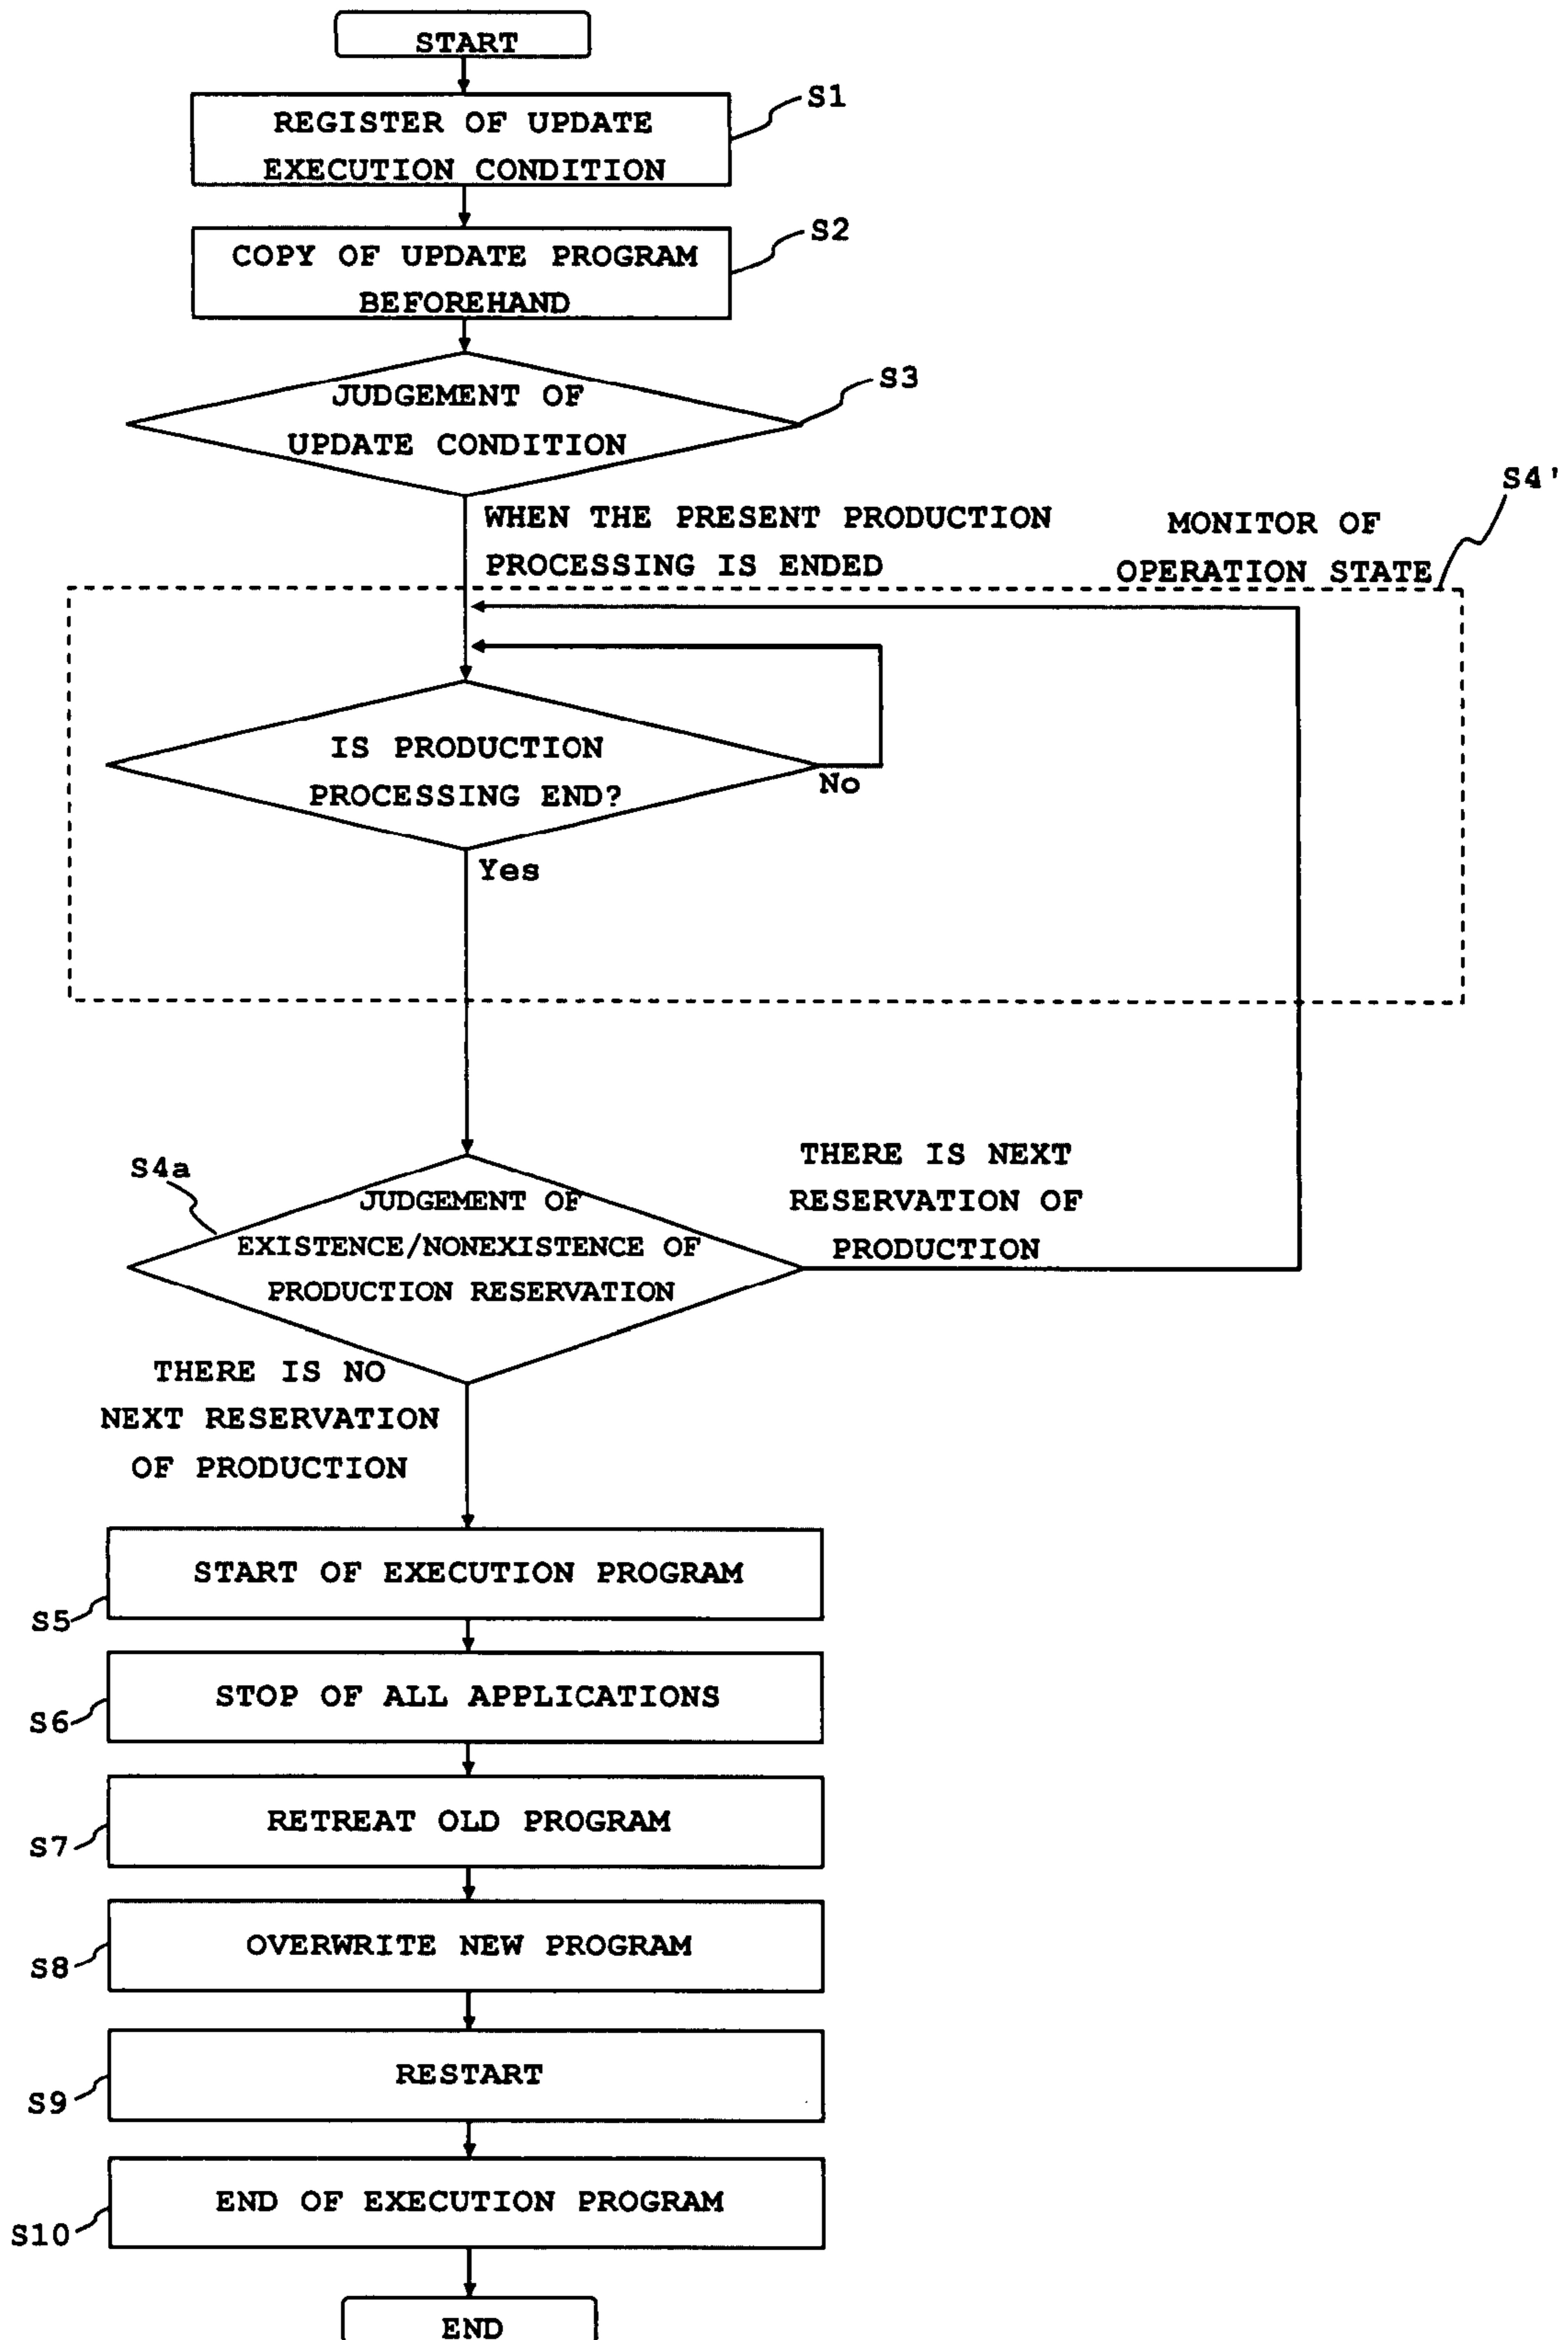 START
S1
REGISTER OF UPDATE
EXECUTION CONDITION
S2
COPY OF UPDATE PROGRAM
BEFOREHAND
S3
JUDGEMENT OF
UPDATE CONDITION
S4'
WHEN THE PRESENT PRODUCTION
PROCESSING IS ENDED
MONITOR OF
OPERATION STATE
IS PRODUCTION
PROCESSING END?
No
Yes
S4a
JUDGEMENT OF
EXISTENCE/NONEXISTENCE OF
PRODUCTION RESERVATION
THERE IS NEXT
RESERVATION OF
PRODUCTION
THERE IS NO
NEXT RESERVATION
OF PRODUCTION
START OF EXECUTION PROGRAM
S5
STOP OF ALL APPLICATIONS
S6
RETREAT OLD PROGRAM
S7
OVERWRITE NEW PROGRAM
S8
RESTART
S9
END OF EXECUTION PROGRAM
S10
END